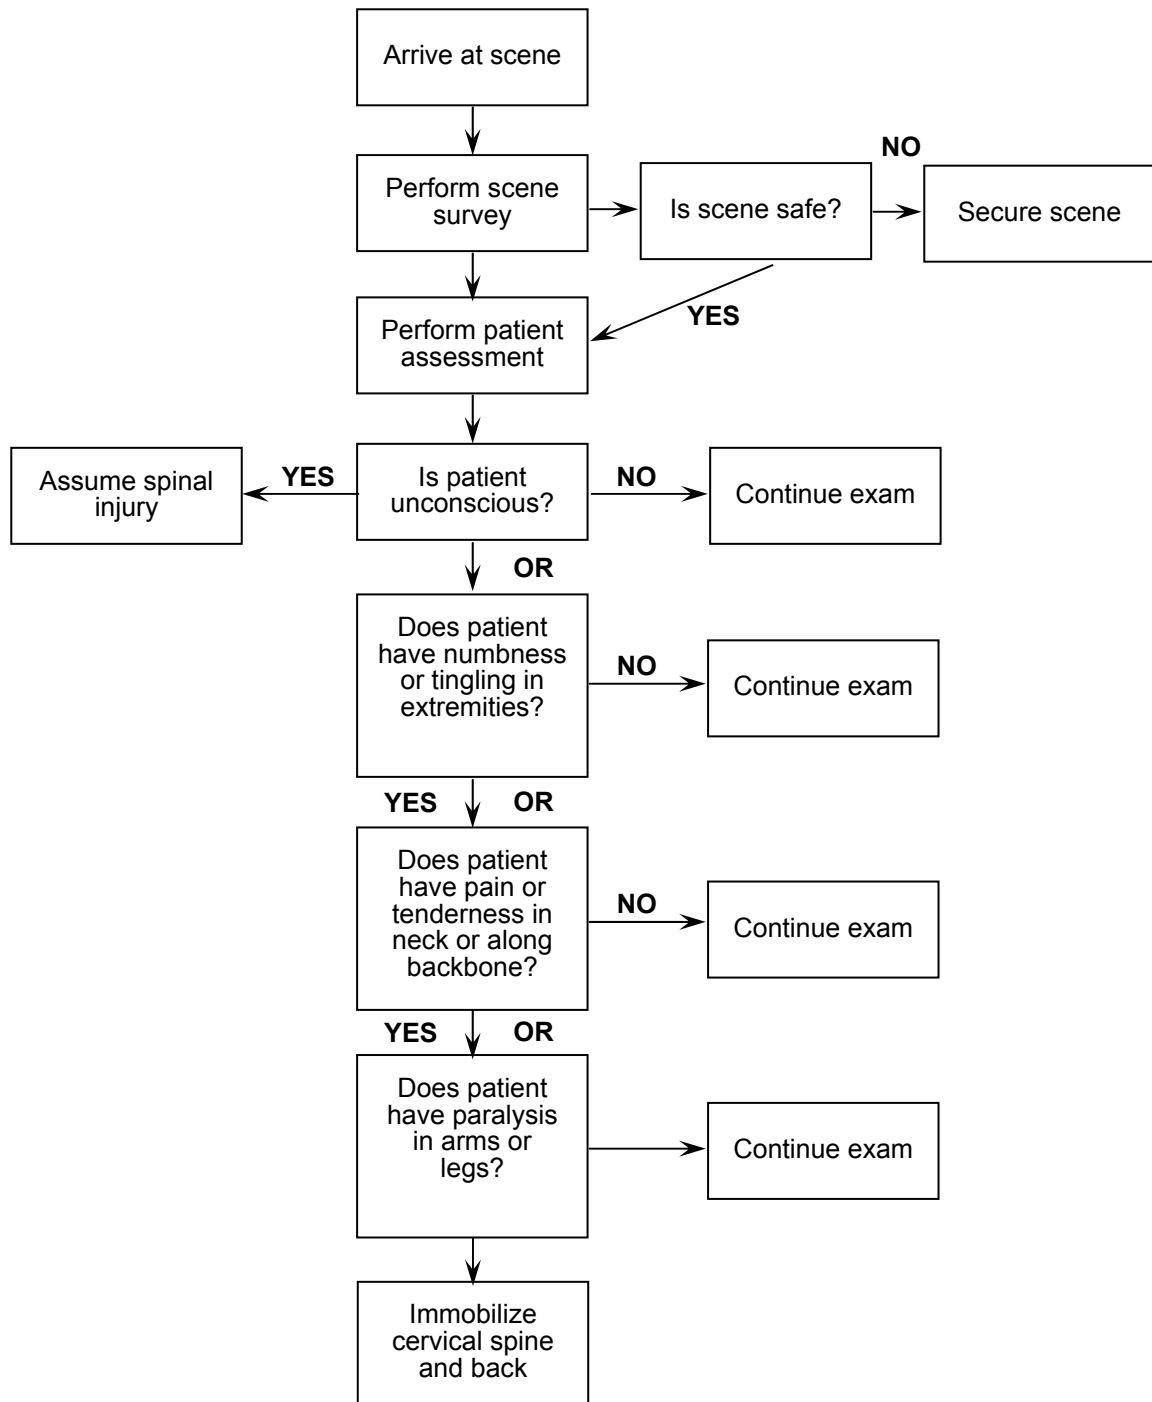 Arrive at scene
NO
Perform scene
survey
Is scene safe?
Secure scene
YES
Perform patient
assessment
Assume spinal
injury
YES
Is patient
unconscious?
NO
Continue exam
OR
Does patient
have numbness
or tingling in
extremities?
NO
Continue exam
YES
OR
Does patient
have pain or
tenderness in
neck or along
backbone?
NO
Continue exam
YES
OR
Does patient
have paralysis
in arms or
legs?
Continue exam
Immobilize
cervical spine
and back